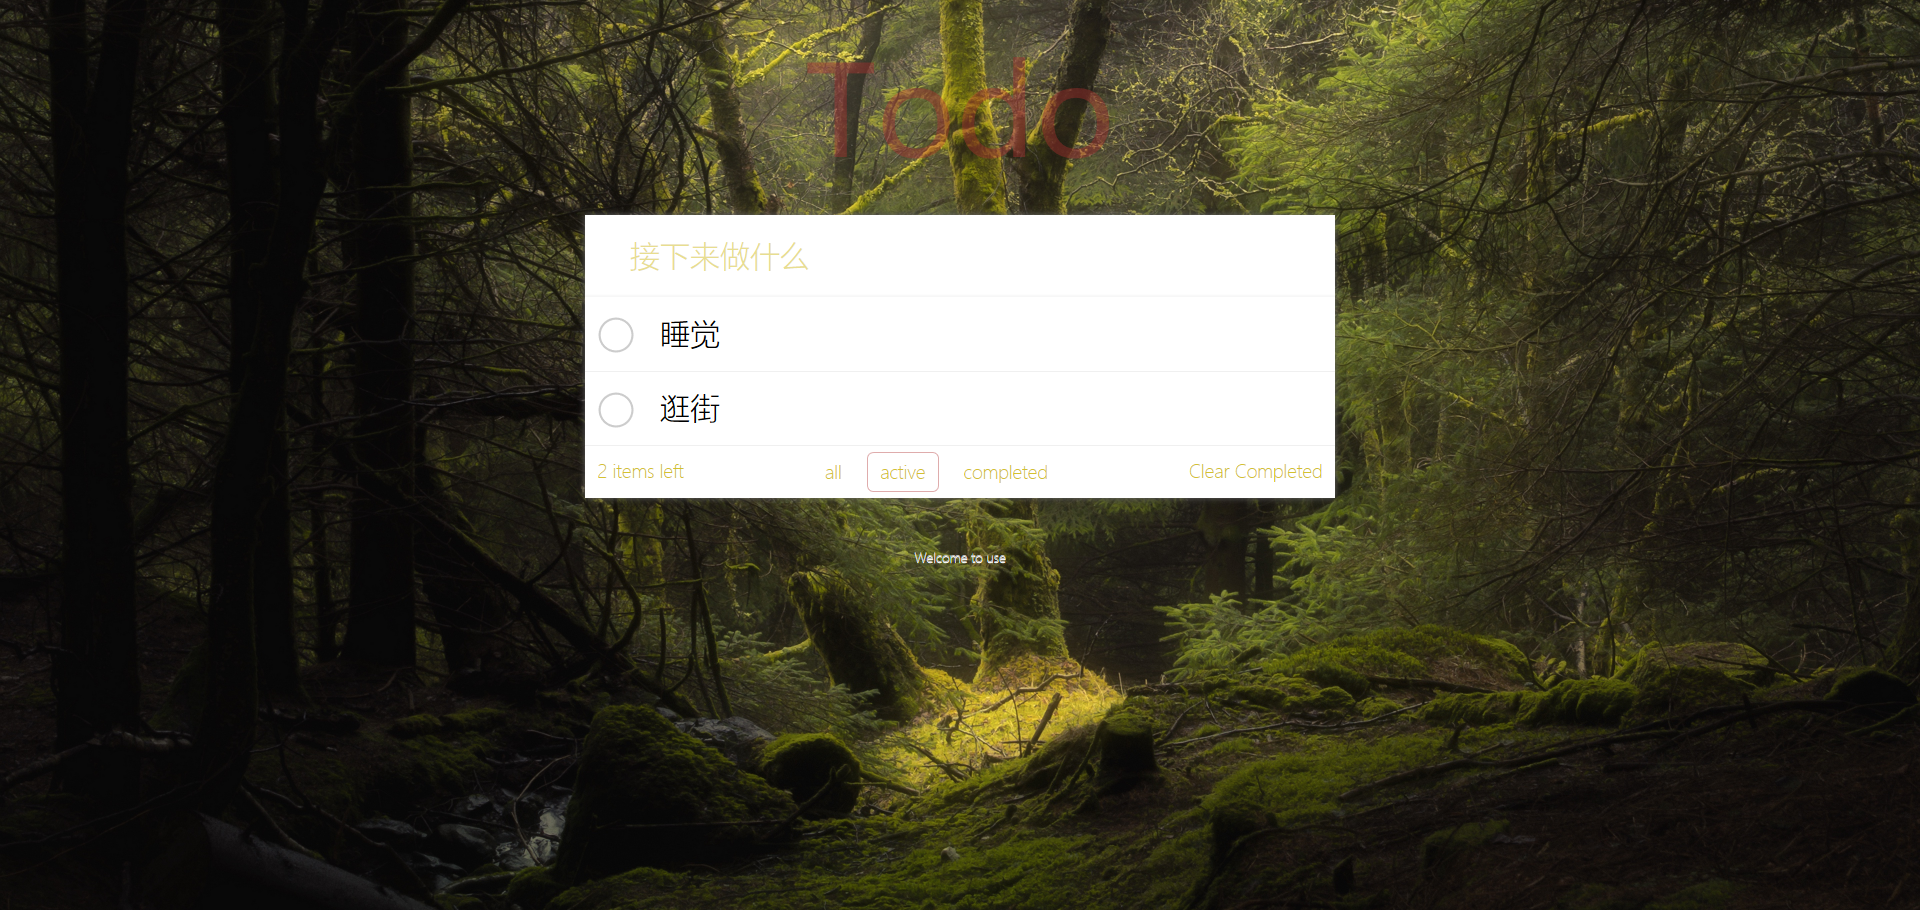 Todo
接下来做什么
睡觉
逛街
2 items left all active completed Clear Completed
Welcome to use